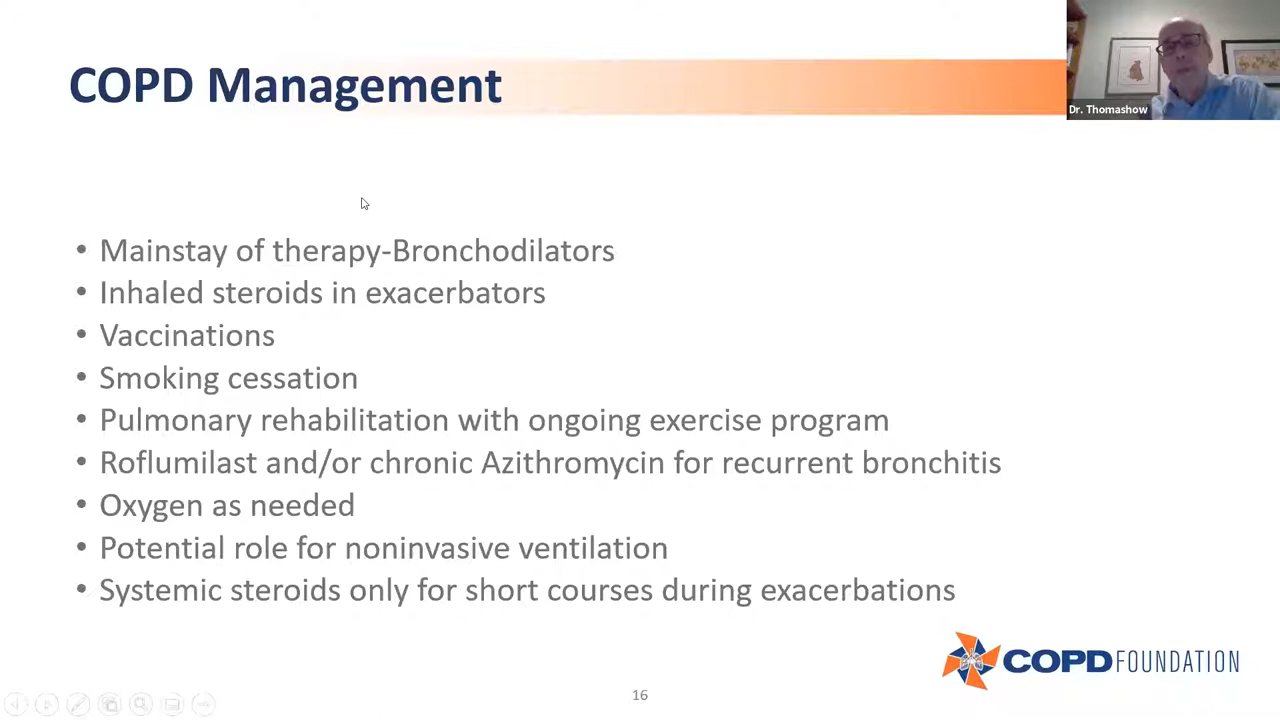 COPD Management
Dr. Thomashow
• Mainstay of therapy-Bronchodilators
• Inhaled steroids in exacerbators
• Vaccinations
• Smoking cessation
• Pulmonary rehabilitation with ongoing exercise program
• Roflumilast and/or chronic Azithromycin for recurrent bronchitis
• Oxygen as needed
• Potential role for noninvasive ventilation
• Systemic steroids only for short courses during exacerbations
COPD FOUNDATION
16